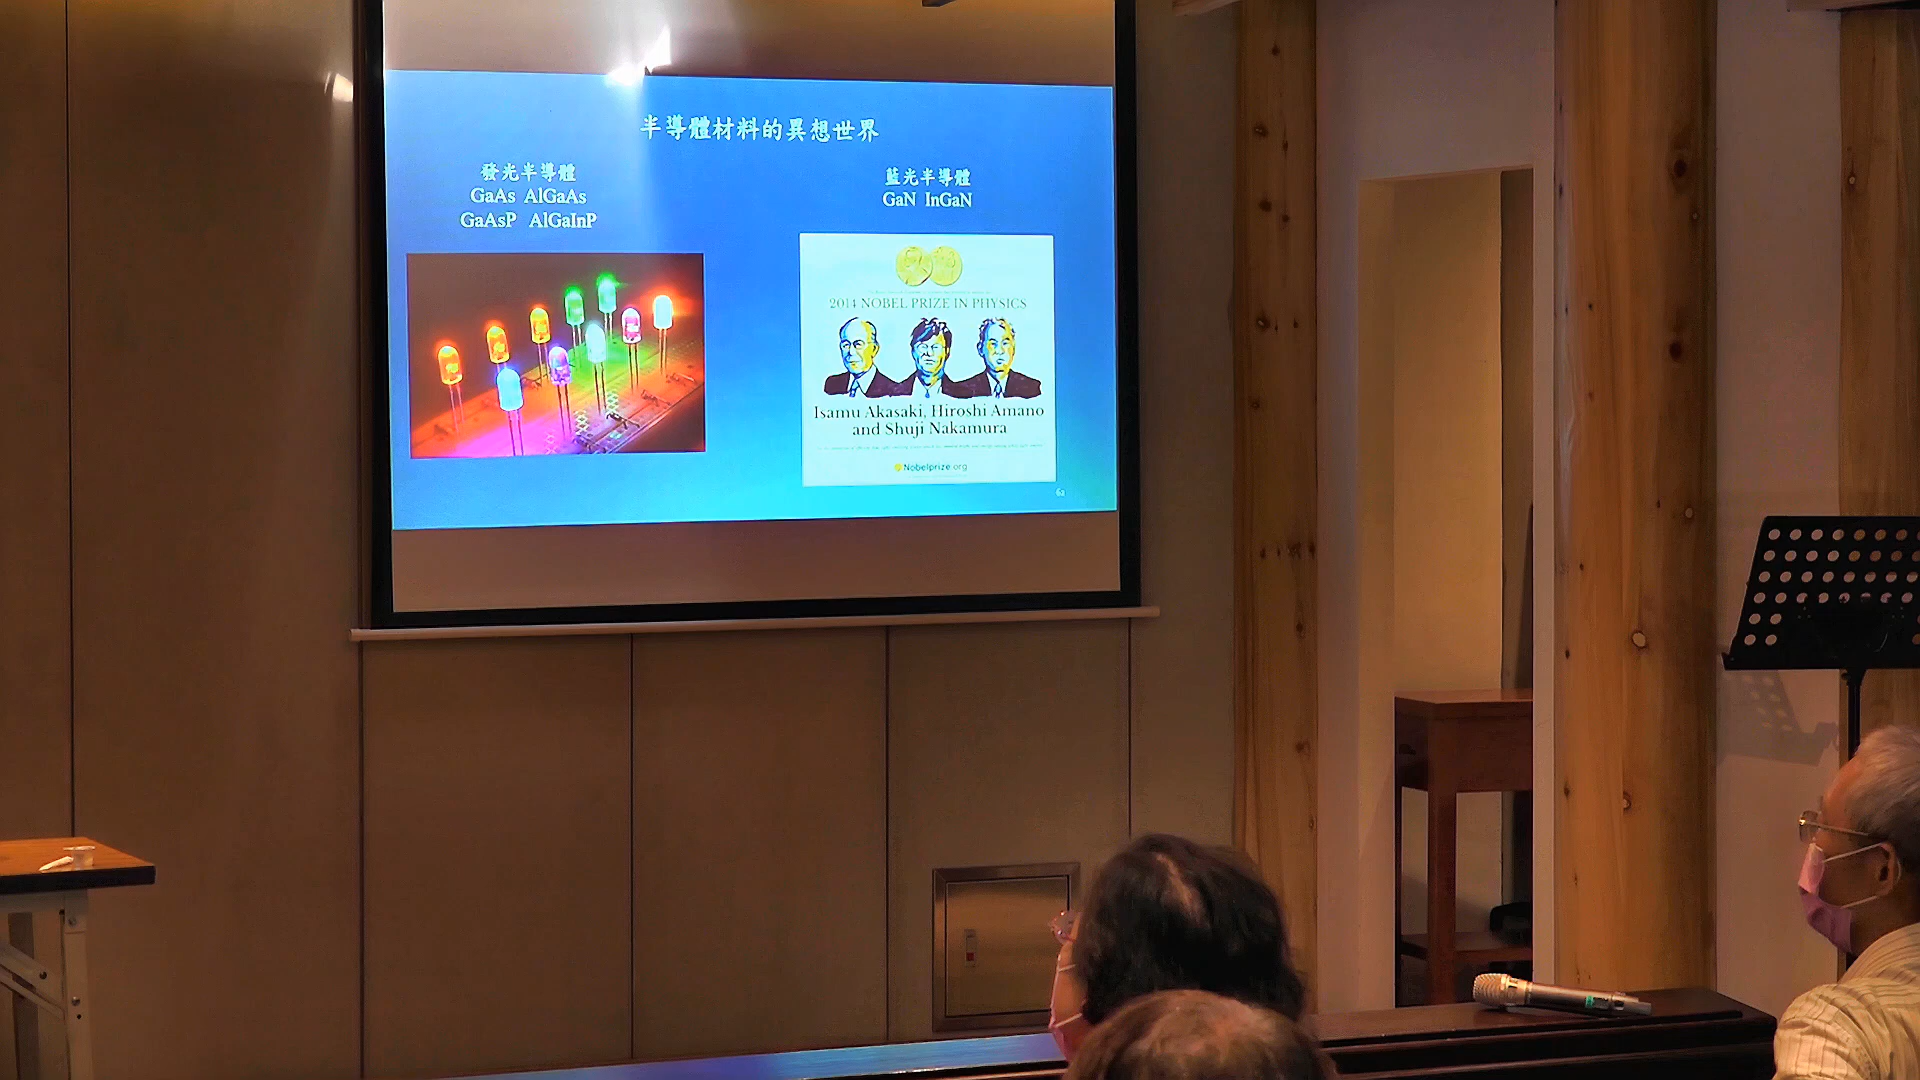 半導體材料的異想世界
發光半導體
GaAs AlGaAs
GaAsP AlGaInP
藍光半導體
GaN InGaN
2014 NOBEL PRIZE IN PHYSICS
Isamu Akasaki, Hiroshi Amano
and Shuji Nakamura
Nobelprize.org
62